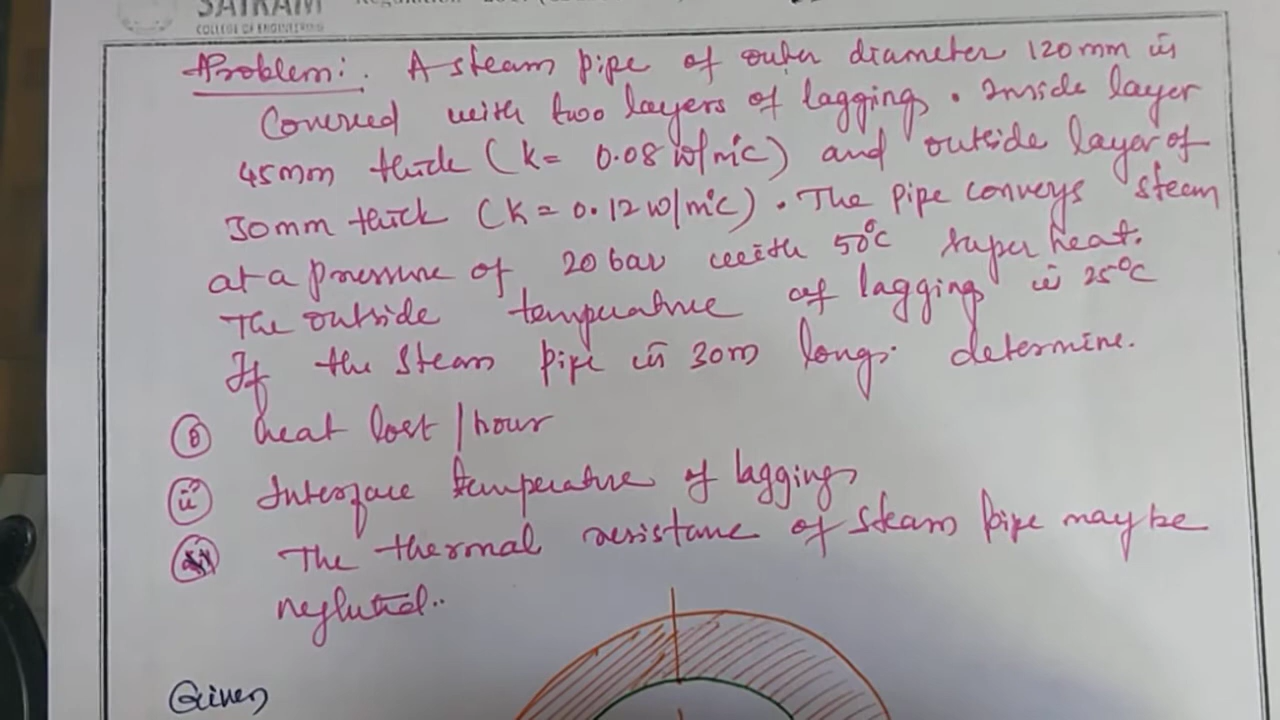 SAIRAM
COLLEGE OF ENGINEERING
Regulation
Problem:. A steam pipe of outer diameter 120mm is
Covered with two layers of lagging. Inside layer
45mm thick (k= 0.08 w/m°c) and outside layer of
30mm thick (K = 0.12 w/m°c). The pipe conveys steam
at a pressure of 20 bar with 50°C super heat.
The outside temperature of lagging is 25°C
If the steam pipe is 30m long. determine.
(i) heat lost / hour
(ii) Interface temperature of lagging
The thermal resistance of steam pipe may be
neglected..
Given